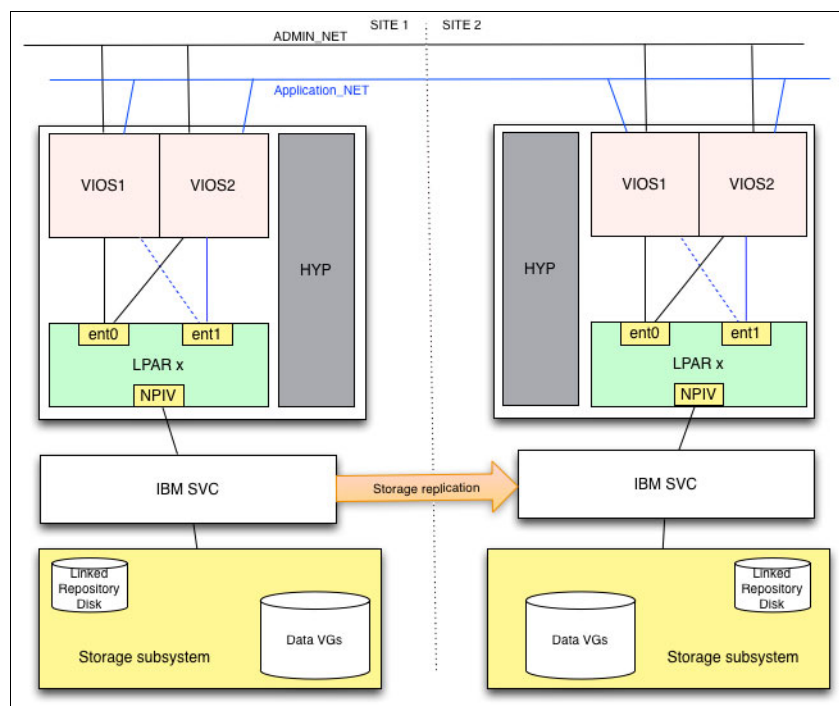 SITE 1
SITE 2
ADMIN_NET
Application_NET
VIOS1
VIOS2
HYP
ent0
ent1
LPAR x
NPIV
HYP
VIOS1
VIOS2
ent0
ent1
LPAR x
NPIV
IBM SVC
Storage replication
IBM SVC
Linked
Repository
Disk
Data VGs
Storage subsystem
Data VGs
Linked
Repository
Disk
Storage subsystem